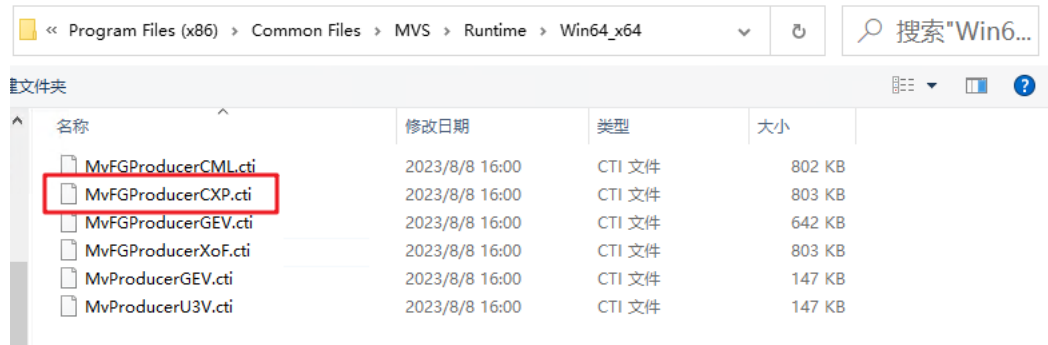 « Program Files (x86) › Common Files › MVS › Runtime › Win64_x64
搜索"Win6...
建文件夹
名称 修改日期 类型 大小
MvFGProducerCML.cti 2023/8/8 16:00 CTI 文件 802 KB
MvFGProducerCXP.cti 2023/8/8 16:00 CTI 文件 803 KB
MvFGProducerGEV.cti 2023/8/8 16:00 CTI 文件 642 KB
MvFGProducerXoF.cti 2023/8/8 16:00 CTI 文件 803 KB
MvProducerGEV.cti 2023/8/8 16:00 CTI 文件 147 KB
MvProducerU3V.cti 2023/8/8 16:00 CTI 文件 147 KB